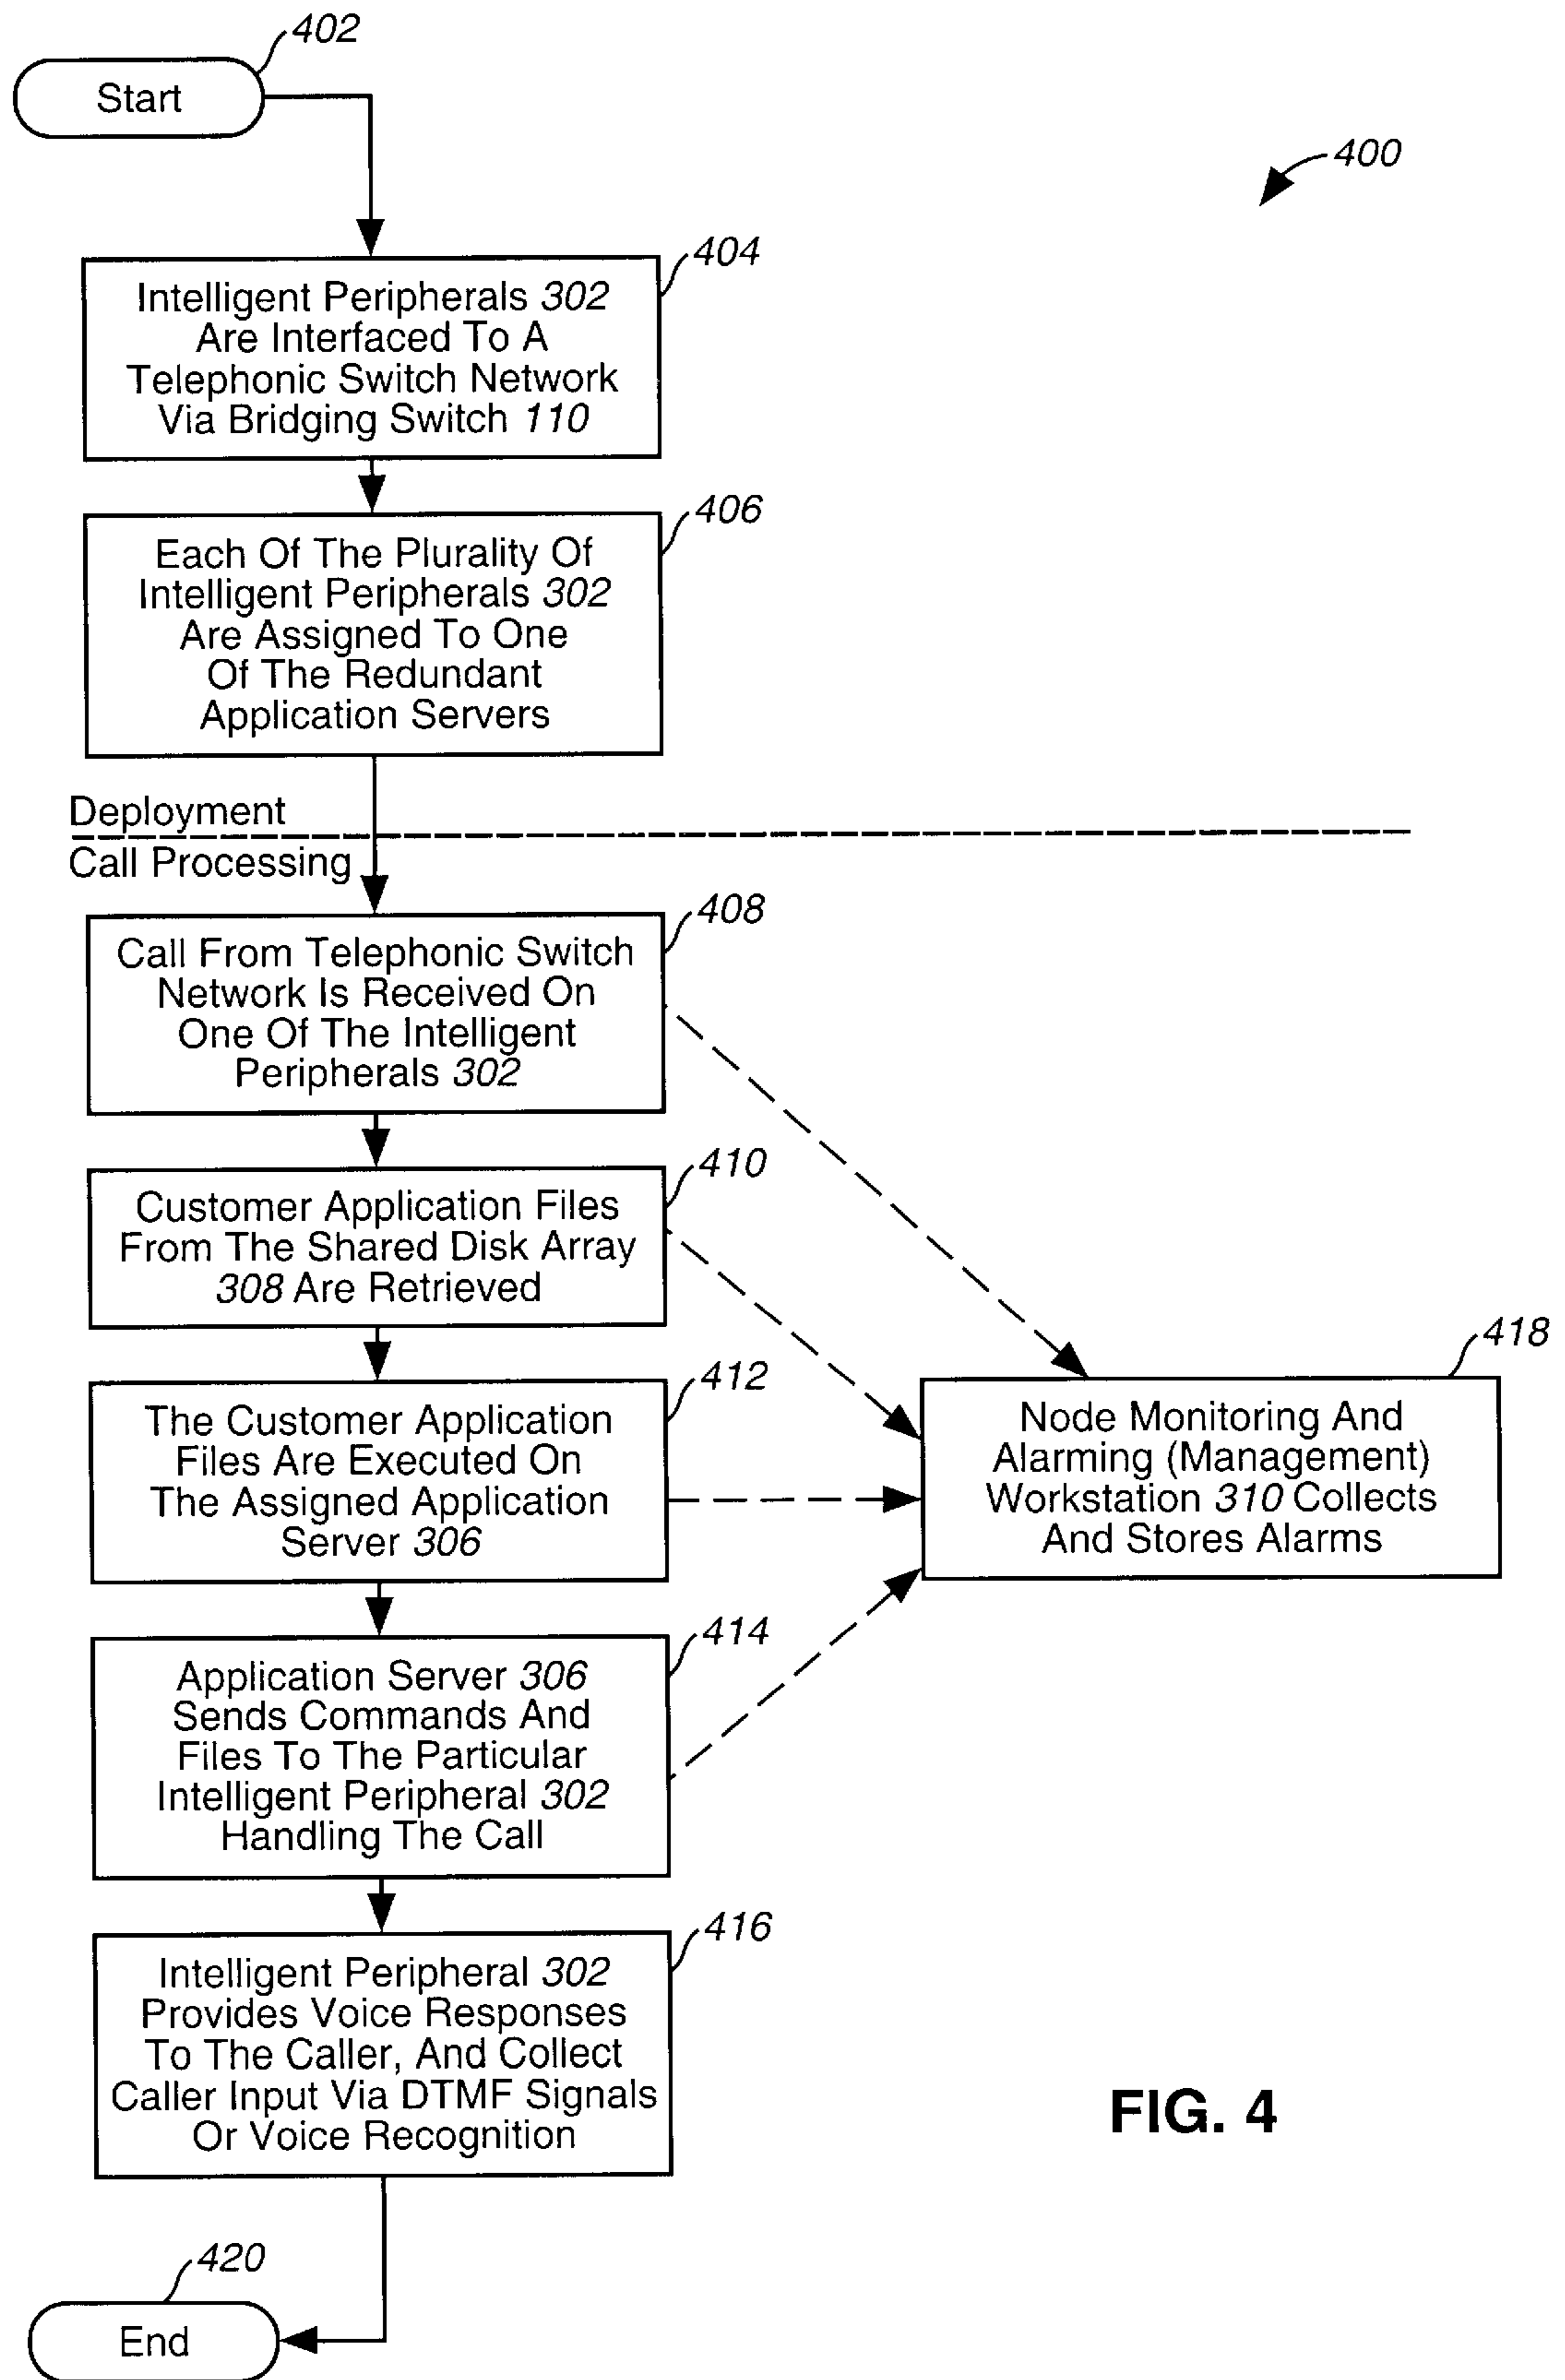 402
Start
400
404
Intelligent Peripherals 302
Are Interfaced To A
Telephonic Switch Network
Via Bridging Switch 110
406
Each Of The Plurality Of
Intelligent Peripherals 302
Are Assigned To One
Of The Redundant
Application Servers
Deployment
Call Processing
408
Call From Telephonic Switch
Network Is Received On
One Of The Intelligent
Peripherals 302
410
Customer Application Files
From The Shared Disk Array
308 Are Retrieved
412
The Customer Application
Files Are Executed On
The Assigned Application
Server 306
418
Node Monitoring And
Alarming (Management)
Workstation 310 Collects
And Stores Alarms
414
Application Server 306
Sends Commands And
Files To The Particular
Intelligent Peripheral 302
Handling The Call
416
Intelligent Peripheral 302
Provides Voice Responses
To The Caller, And Collect
Caller Input Via DTMF Signals
Or Voice Recognition
FIG. 4
420
End